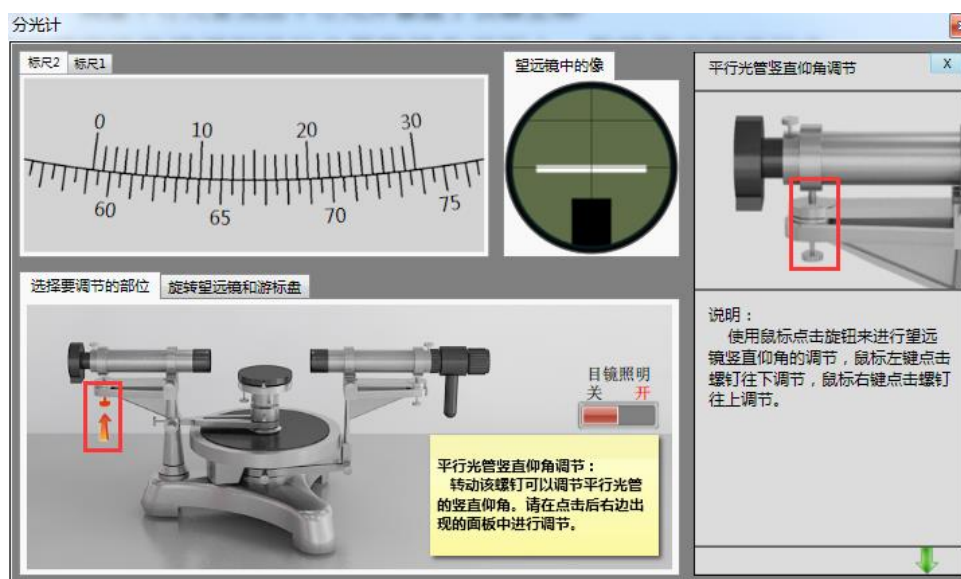 分光计
标尺2 标尺1
0 10 20 30
60 65 70 75
望远镜中的像
平行光管竖直仰角调节 X
选择要调节的部位 旋转望远镜和游标盘
目镜照明
关 开
平行光管竖直仰角调节：
转动该螺钉可以调节平行光管
的竖直仰角。请在点击后右边出
现的面板中进行调节。
说明：
使用鼠标点击旋钮来进行望远
镜竖直仰角的调节，鼠标左键点击
螺钉往下调节，鼠标右键点击螺钉
往上调节。